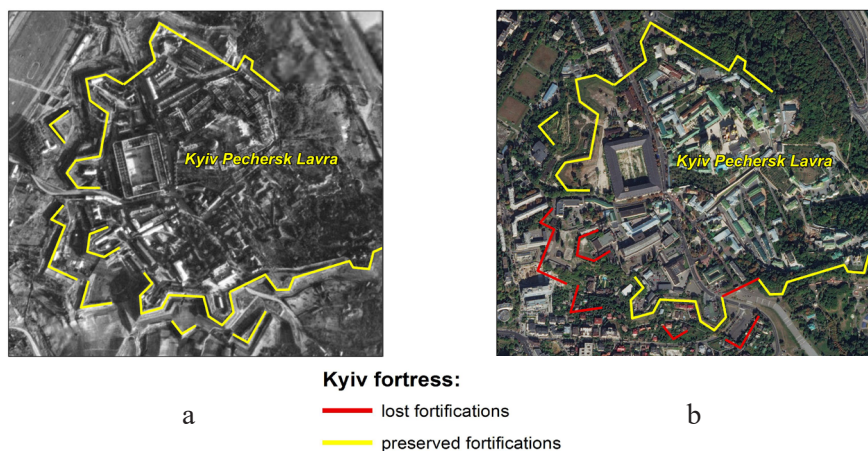 Kyiv Pechersk Lavra
Kyiv Pechersk Lavra
Kyiv fortress:
lost fortifications
preserved fortifications
a
b